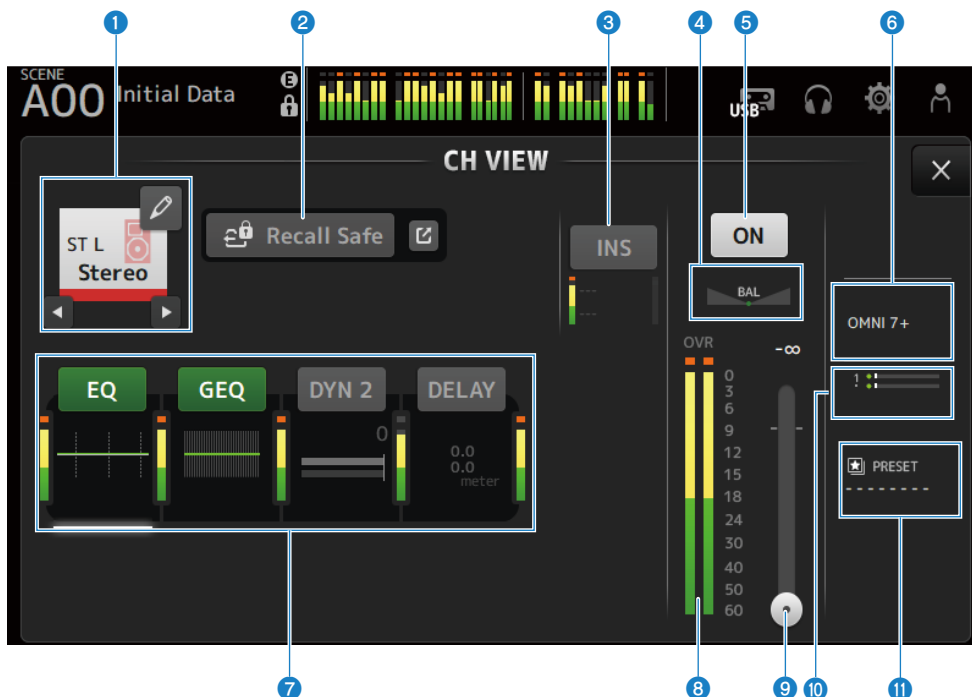 1 2 3 4 5 6
SCENE
A00 Initial Data
E
USB
CH VIEW
ST L
Stereo
Recall Safe
INS
---
---
ON
BAL
OMNI 7+
OVR
-∞
0
3
6
9
12
15
18
24
30
40
50
60
1
PRESET
--------
EQ
GEQ
DYN 2
DELAY
0
0.0
0.0
meter
7 8 9 10 11